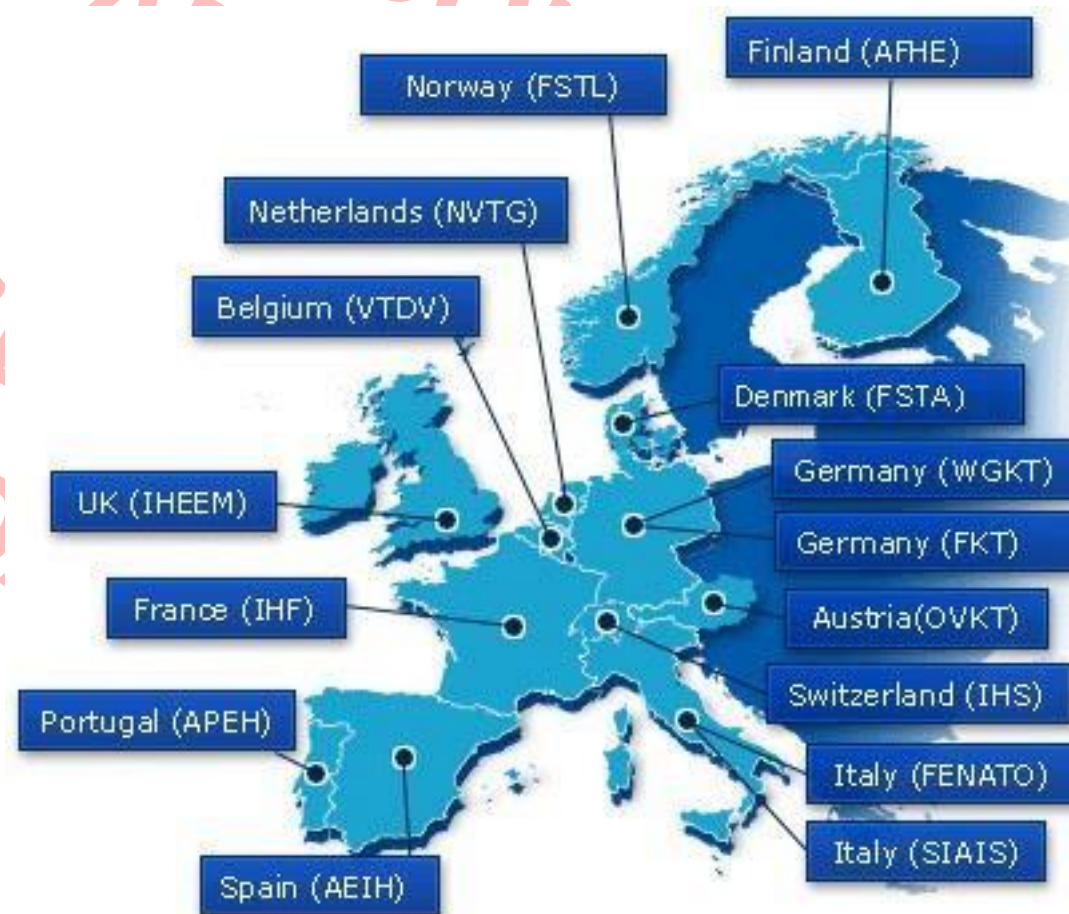 Finland (AFHE)
Norway (FSTL)
Netherlands (NVTG)
Belgium (VTDV)
Denmark (FSTA)
Germany (WGKT)
UK (IHEEM)
Germany (FKT)
France (IHF)
Austria(OVKT)
Switzerland (IHS)
Portugal (APEH)
Italy (FENATO)
Italy (SIAIS)
Spain (AEIH)